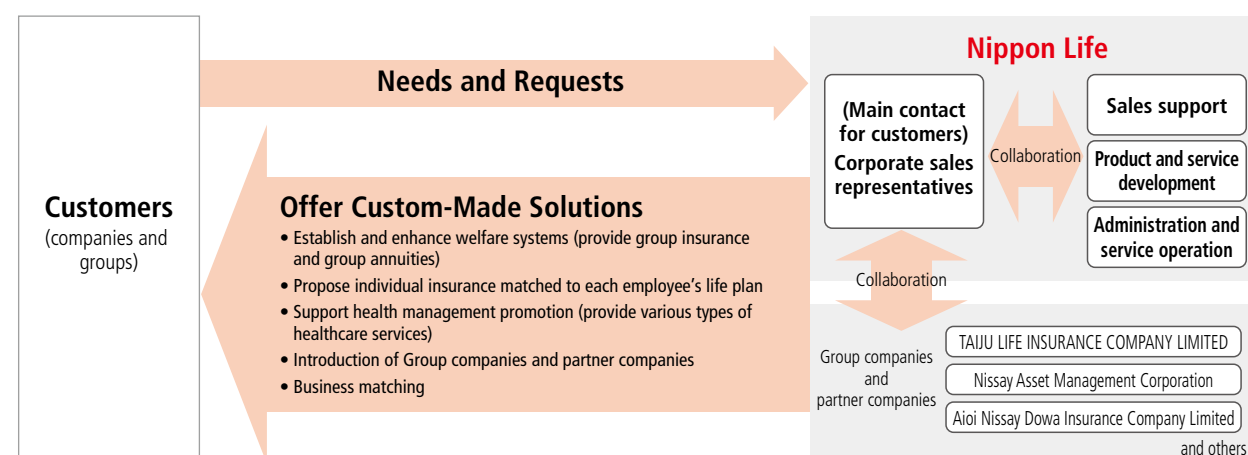 Customers
(companies and
groups)
Needs and Requests
Offer Custom-Made Solutions
• Establish and enhance welfare systems (provide group insurance
and group annuities)
• Propose individual insurance matched to each employee’s life plan
• Support health management promotion (provide various types of
healthcare services)
• Introduction of Group companies and partner companies
• Business matching
Nippon Life
(Main contact
for customers)
Corporate sales
representatives
Collaboration
Sales support
Product and service
development
Administration and
service operation
Collaboration
Group companies
and
partner companies
TAIJU LIFE INSURANCE COMPANY LIMITED
Nissay Asset Management Corporation
Aioi Nissay Dowa Insurance Company Limited
and others